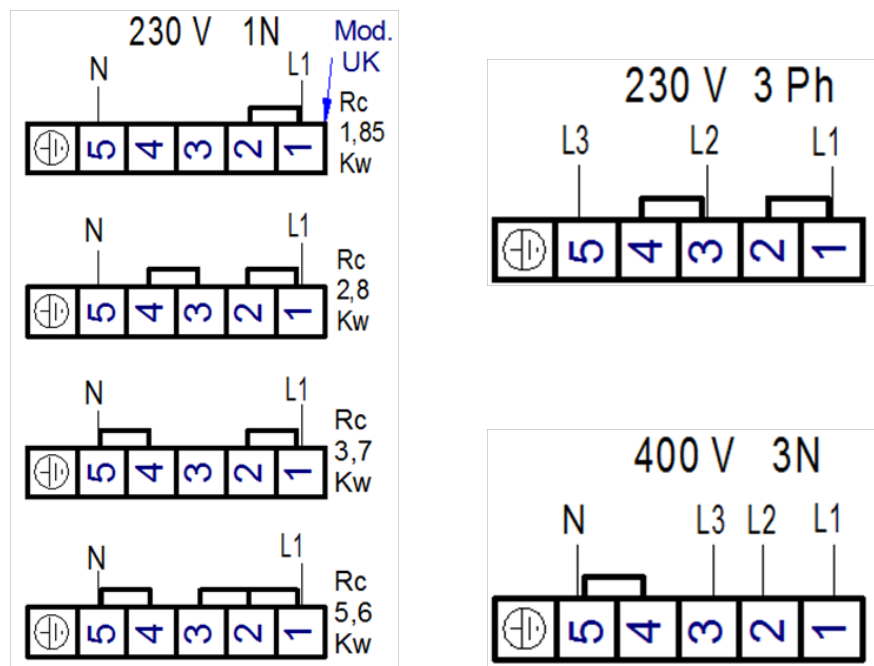 230 V 1N
Mod.
UK
N L1
Rc
1,85
Kw
5 4 3 2 1
N L1
Rc
2,8
Kw
5 4 3 2 1
N L1
Rc
3,7
Kw
5 4 3 2 1
N L1
Rc
5,6
Kw
5 4 3 2 1
230 V 3 Ph
L3 L2 L1
5 4 3 2 1
400 V 3N
N L3 L2 L1
5 4 3 2 1